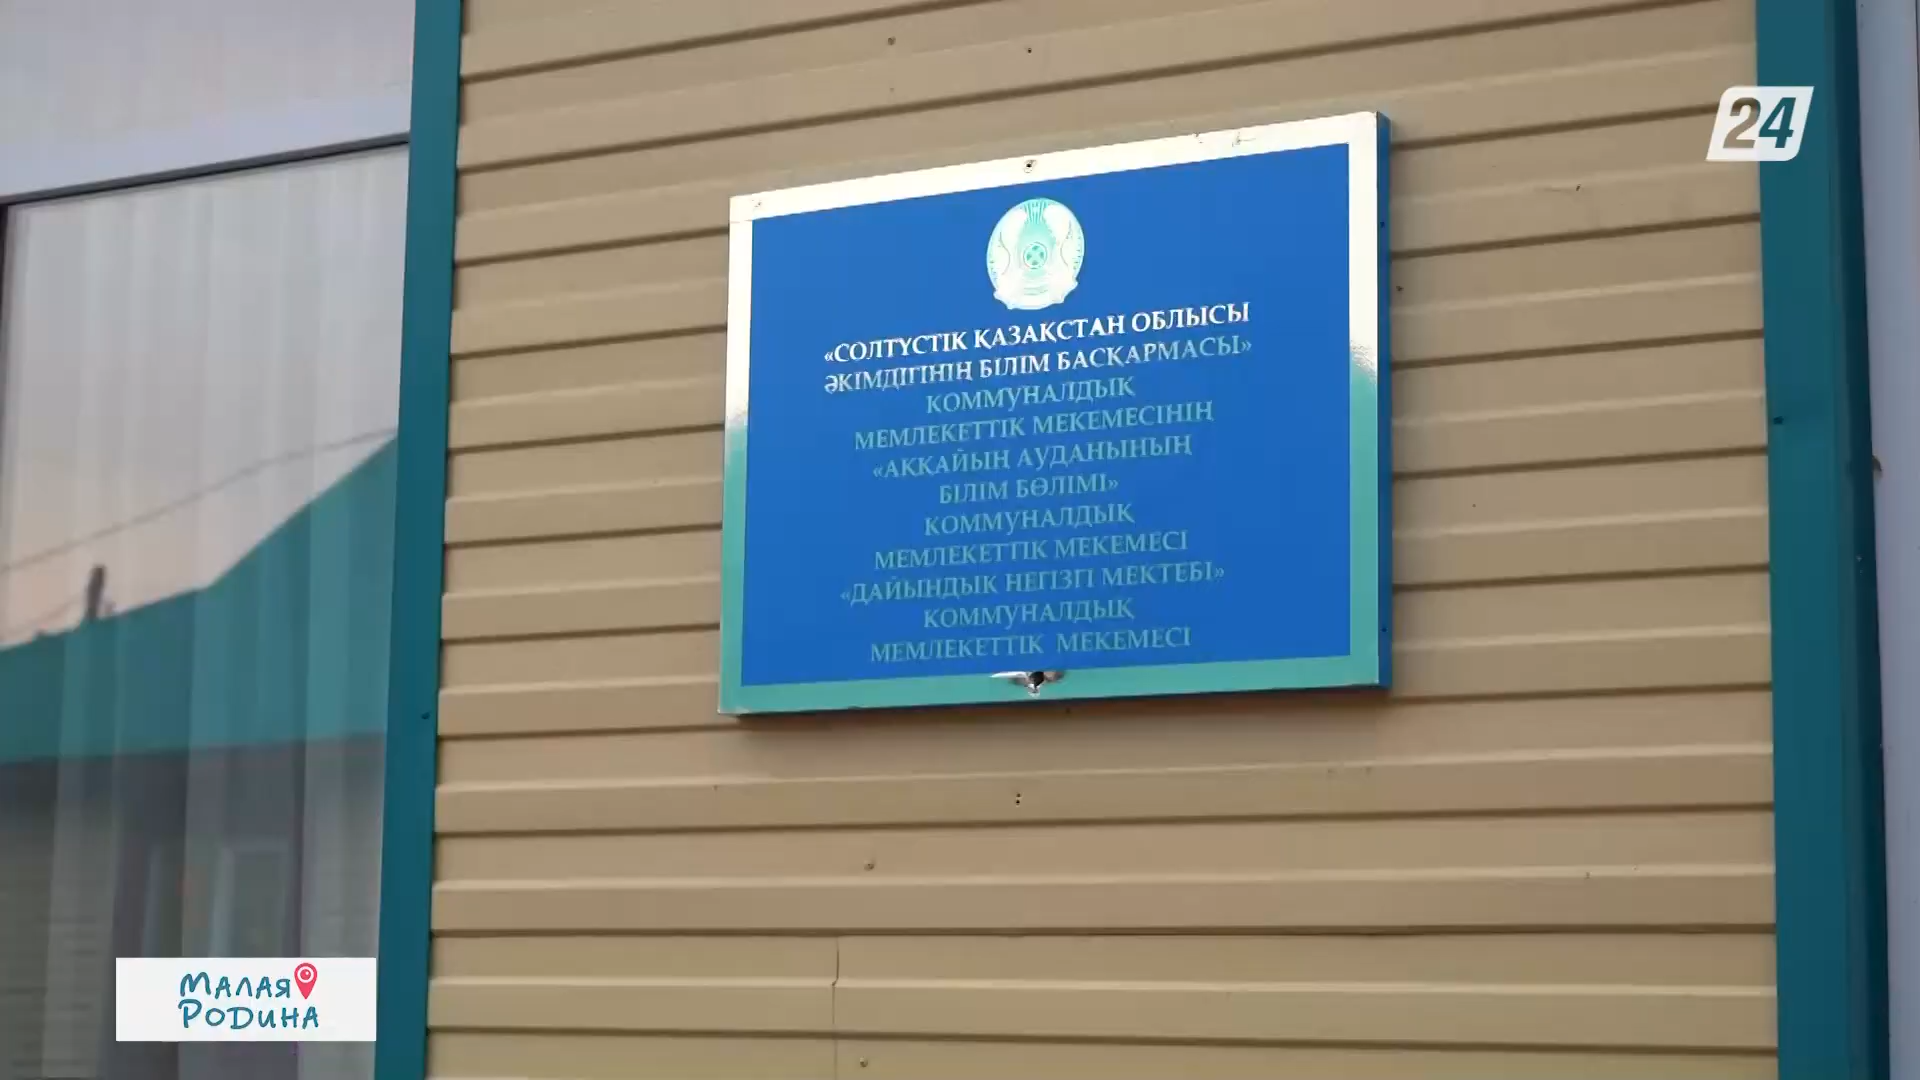 24
«СОЛТҮСТІК ҚАЗАҚСТАН ОБЛЫСЫ
ӘКІМДІГІНІҢ БІЛІМ БАСҚАРМАСЫ»
КОММУНАЛДЫҚ
МЕМЛЕКЕТТІК МЕКЕМЕСІНІҢ
«АҚҚАЙЫҢ АУДАНЫНЫҢ
БІЛІМ БӨЛІМІ»
КОММУНАЛДЫҚ
МЕМЛЕКЕТТІК МЕКЕМЕСІ
«ДАЙЫНДЫҚ НЕГІЗГІ МЕКТЕБІ»
КОММУНАЛДЫҚ
МЕМЛЕКЕТТІК МЕКЕМЕСІ
МАЛАЯ
РОДИНА